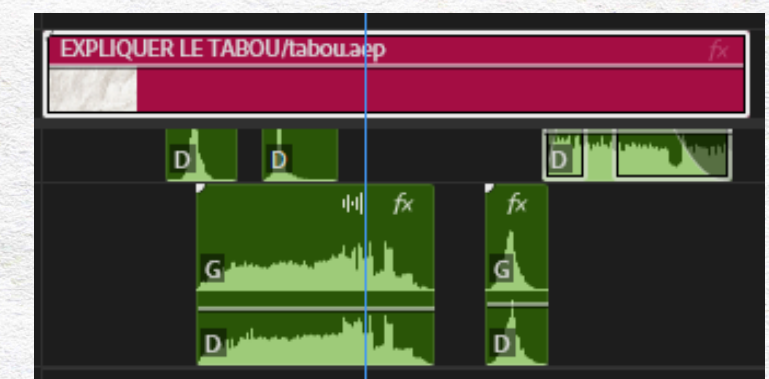 EXPLIQUER LE TABOU/tabou.aep fx
D D D
fx fx
G G
D D